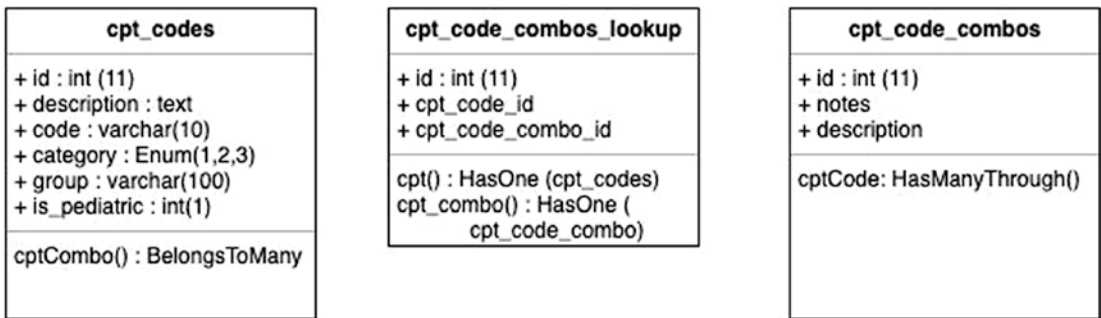 cpt_codes
+ id : int (11)
+ description : text
+ code : varchar(10)
+ category : Enum(1,2,3)
+ group : varchar(100)
+ is_pediatric : int(1)
cptCombo() : BelongsToMany
cpt_code_combos_lookup
+ id : int (11)
+ cpt_code_id
+ cpt_code_combo_id
cpt() : HasOne (cpt_codes)
cpt_combo() : HasOne (
cpt_code_combo)
cpt_code_combos
+ id : int (11)
+ notes
+ description
cptCode: HasManyThrough()